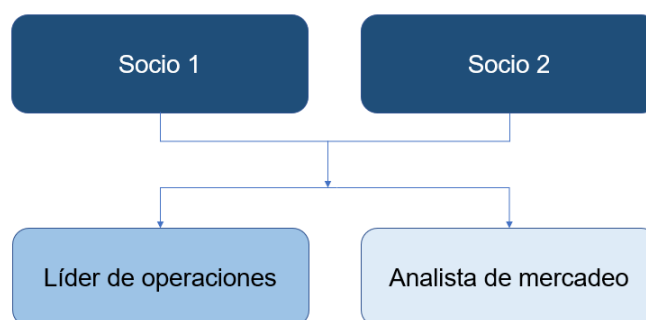 Socio 1
Socio 2
Líder de operaciones
Analista de mercadeo